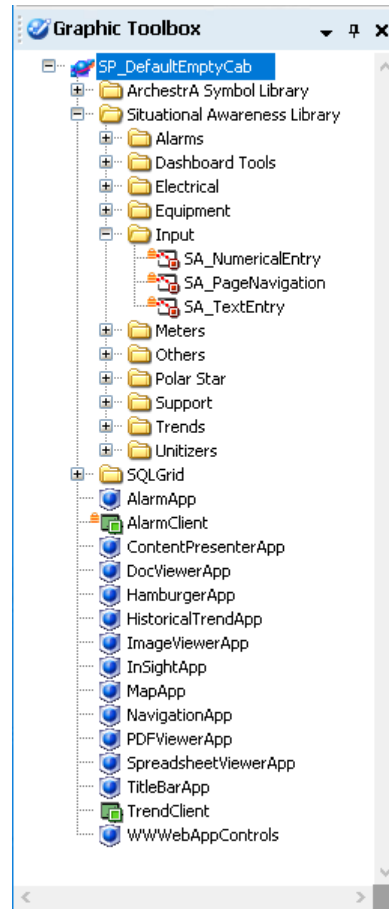 Graphic Toolbox
SP_DefaultEmptyCab
ArchestrA Symbol Library
Situational Awareness Library
Alarms
Dashboard Tools
Electrical
Equipment
Input
SA_NumericalEntry
SA_PageNavigation
SA_TextEntry
Meters
Others
Polar Star
Support
Trends
Unitizers
SQLGrid
AlarmApp
AlarmClient
ContentPresenterApp
DocViewerApp
HamburgerApp
HistoricalTrendApp
ImageViewerApp
InSightApp
MapApp
NavigationApp
PDFViewerApp
SpreadsheetViewerApp
TitleBarApp
TrendClient
WWWebAppControls